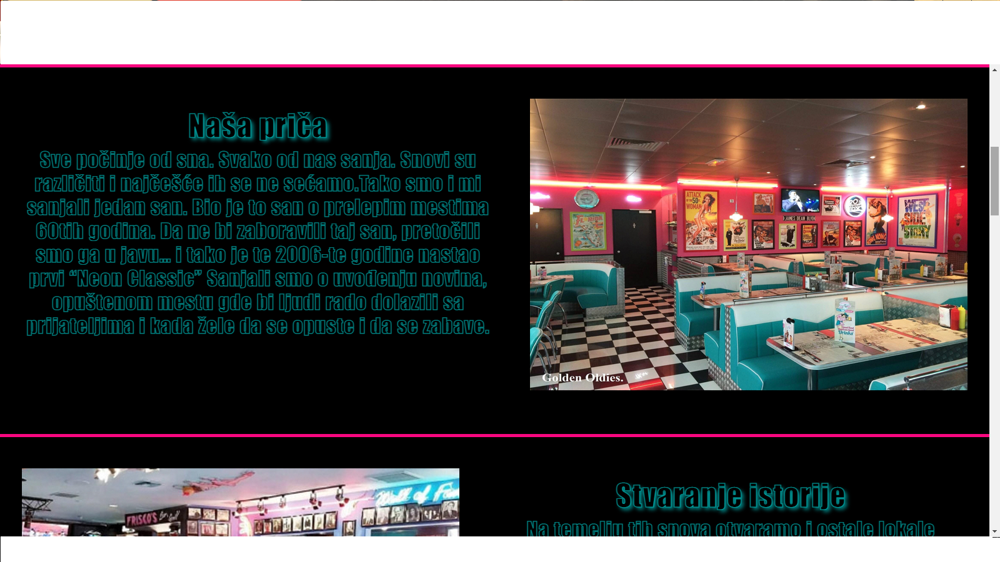 Naša priča
Sve počinje od sna. Svako od nas sanja. Snovi su
različiti i najčešće ih se ne sećamo.Tako smo i mi
sanjali jedan san. Bio je to san o prelepim mestima
60tih godina. Da ne bi zaboravili taj san, pretočili
smo ga u javu... i tako je te 2006-te godine nastao
prvi “Neon Classic” Sanjali smo o uvođenju novina,
opuštenom mestu gde bi ljudi rado dolazili sa
prijateljima i kada žele da se opuste i da se zabave.
ATTACK
OF THE 50
WOMAN
JAMES DEAN BLVD
WEST
SIDE
STORY
KING KONG
Drinks
Golden Oldies.
FRISCO'S Bar
Walk of Fam
Stvaranje istorije
Na temelju tih snova otvaramo i ostale lokale